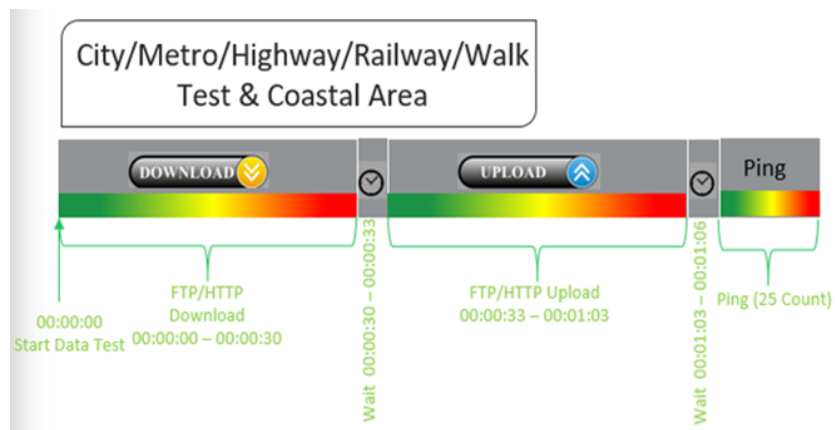 City/Metro/Highway/Railway/Walk
Test & Coastal Area
DOWNLOAD
UPLOAD
Ping
00:00:00
Start Data Test
FTP/HTTP
Download
00:00:00 – 00:00:30
Wait 00:00:30 – 00:00:33
FTP/HTTP Upload
00:00:33 – 00:01:03
Wait 00:01:03 – 00:01:06
Ping (25 Count)